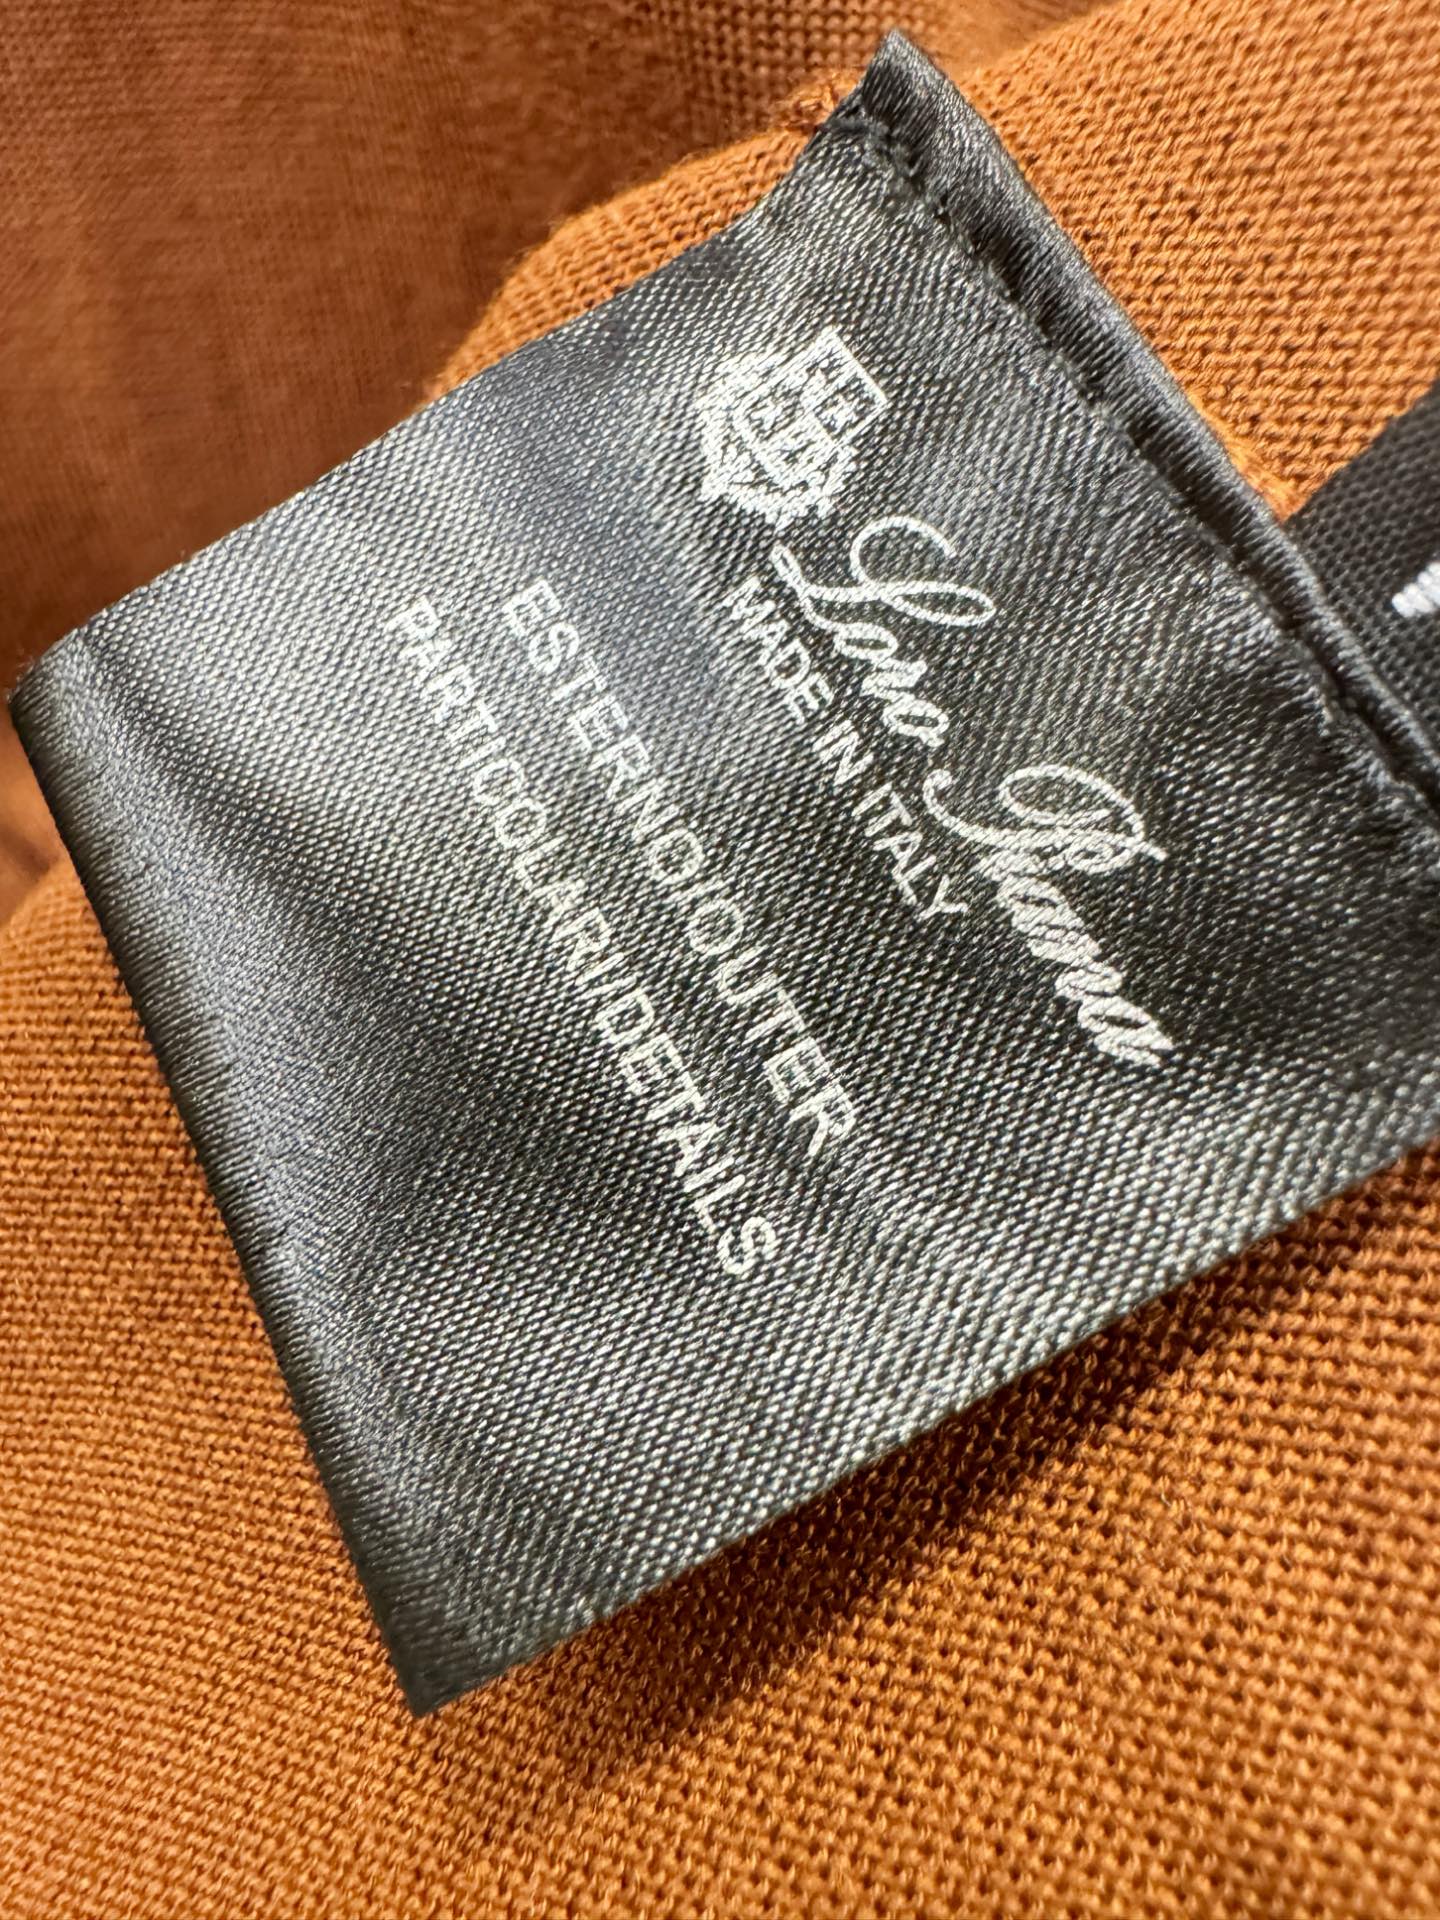 Loro Piana
MADE IN ITALY
ESTERNO|OUTER
PARTICOLARI|DETAILS